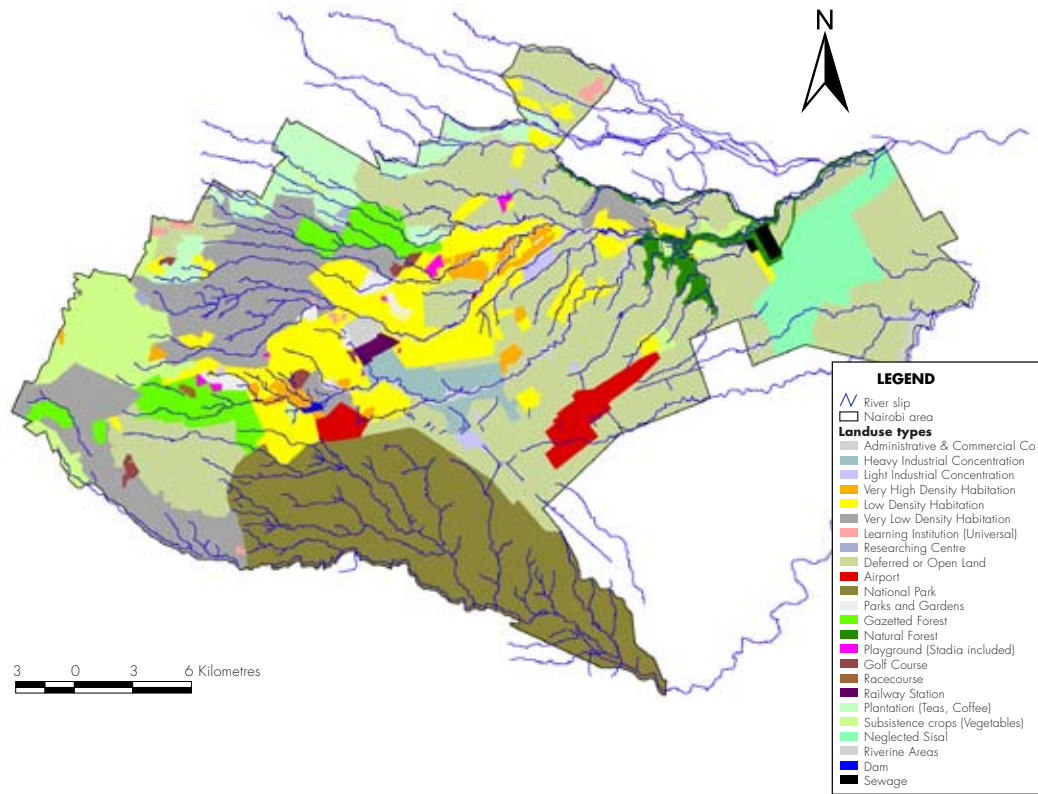 N
LEGEND
River slip
Nairobi area
Landuse types
Administrative & Commercial Co
Heavy Industrial Concentration
Light Industrial Concentration
Very High Density Habitation
Low Density Habitation
Very Low Density Habitation
Learning Institution (Universal)
Researching Centre
Deferred or Open Land
Airport
National Park
Parks and Gardens
Gazetted Forest
Natural Forest
Playground (Stadia included)
Golf Course
Racecourse
Railway Station
Plantation (Teas, Coffee)
Subsistence crops (Vegetables)
Neglected Sisal
Riverine Areas
Dam
Sewage
3 0 3 6 Kilometres